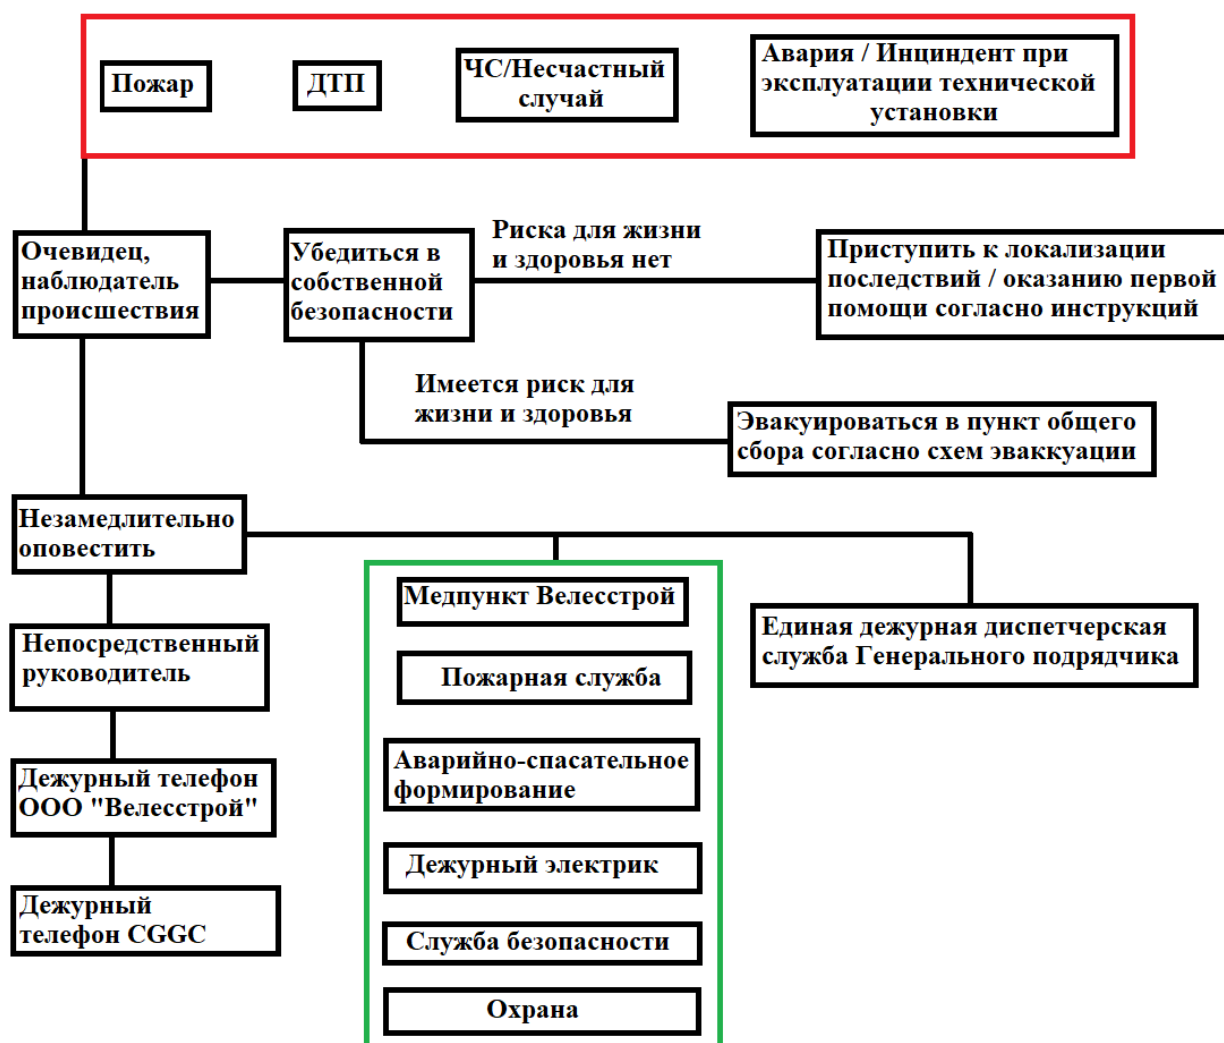 Пожар
ДТП
ЧС/Несчастный
случай
Авария / Инциндент при
эксплуатации технической
установки
Очевидец,
наблюдатель
происшествия
Убедиться в
собственной
безопасности
Риска для жизни
и здоровья нет
Приступить к локализации
последствий / оказанию первой
помощи согласно инструкций
Имеется риск для
жизни и здоровья
Эвакуироваться в пункт общего
сбора согласно схем эваккуации
Незамедлительно
оповестить
Непосредственный
руководитель
Дежурный телефон
ООО "Велесстрой"
Дежурный
телефон CGGC
Медпункт Велесстрой
Пожарная служба
Аварийно-спасательное
формирование
Дежурный электрик
Служба безопасности
Охрана
Единая дежурная диспетчерская
служба Генерального подрядчика